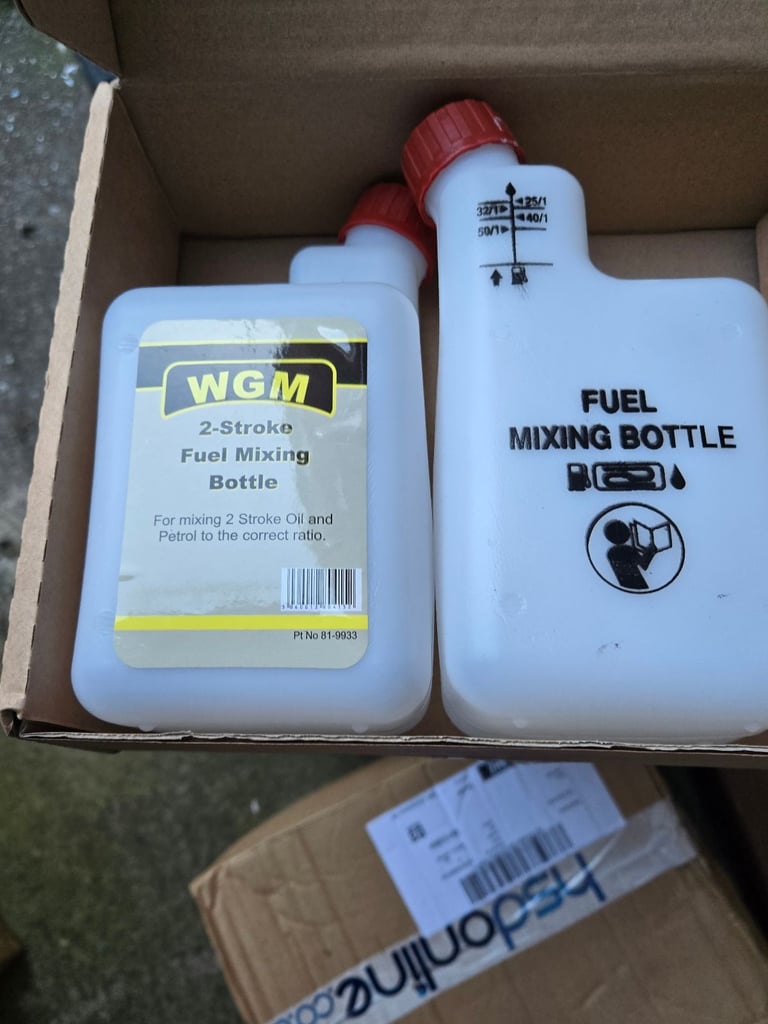 WGM
2-Stroke
Fuel Mixing
Bottle
For mixing 2 Stroke Oil and
Petrol to the correct ratio.
Pt No 81-9933
25/1
32/1
40/1
50/1
FUEL
MIXING BOTTLE
hsdonline.co